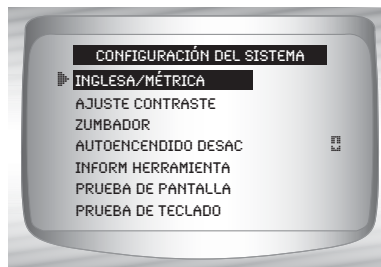 CONFIGURACIÓN DEL SISTEMA
INGLESA/MÉTRICA
AJUSTE CONTRASTE
ZUMBADOR
AUTOENCENDIDO DESAC
INFORM HERRAMIENTA
PRUEBA DE PANTALLA
PRUEBA DE TECLADO